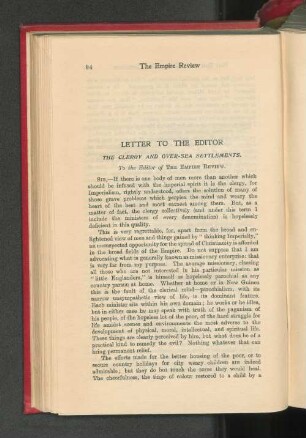 84 The Empire Review
LETTER TO THE EDITOR
THE CLERGY AND OVER-SEA SETTLEMENTS.
To the Editor of THE EMPIRE REVIEW.
SIR,—If there is one body of men more than another which
should be infused with the imperial spirit it is the clergy, for
Imperialism, rightly understood, offers the solution of many of
those grave problems which perplex the mind and weary the
heart of the best and most earnest among them. But, as a
matter of fact, the clergy collectively (and under this term I
include the ministers of every denomination) is hopelessly
deficient in this quality.
This is very regrettable, for, apart from the broad and en-
lightened view of men and things gained by "thinking Imperially,"
an unexpected opportunity for the spread of Christianity is afforded
in the broad fields of the Empire. Do not suppose that I am
advocating what is generally known as missionary enterprise; that
is very far from my purpose. The average missionary, classing
all those who are not interested in his particular mission as
"little Englanders," is himself as hopelessly parochial as any
country parson at home. Whether at home or in New Guinea
this is the fault of the clerical mind—parochialism, with its
narrow unsympathetic view of life, is its dominant feature.
Each minister sits within his own domain; he works or he idles,
but in either case he may speak with truth of the paganism of
his people, of the hopeless lot of the poor, of the hard struggle for
life amidst scenes and environments the most adverse to the
development of physical, moral, intellectual, and spiritual life.
These things are clearly perceived by him, but what does he of a
practical kind to remedy the evil? Nothing whatever that can
bring permanent relief.
The efforts made for the better housing of the poor, or to
secure country holidays for city weary children are indeed
admirable; but they do but touch the sores they would heal.
The cheerfulness, the tinge of colour restored to a child by a